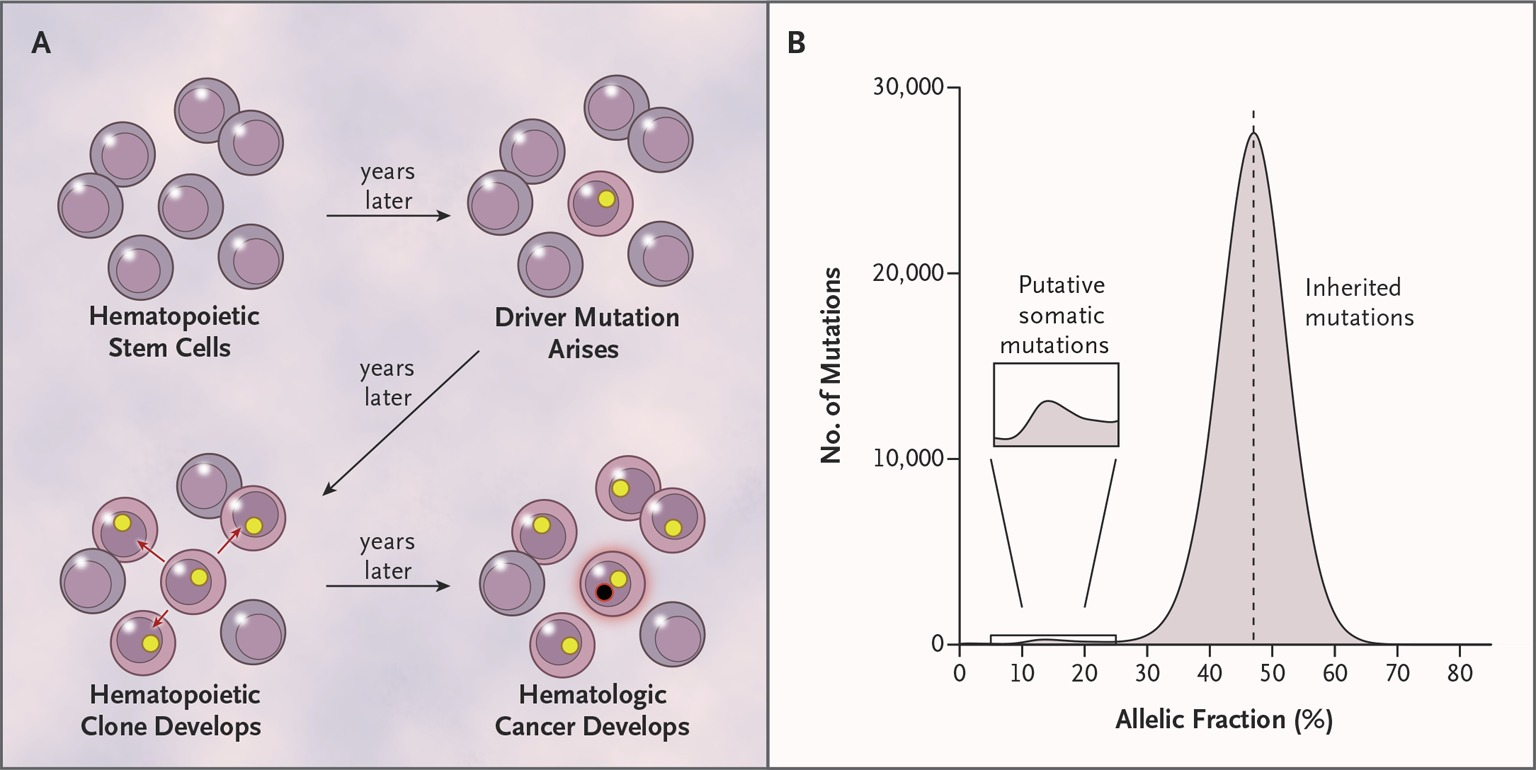 A
years
later
Hematopoietic
Stem Cells
Driver Mutation
Arises
years
later
years
later
Hematopoietic
Clone Develops
Hematologic
Cancer Develops
B
30,000
20,000
10,000
0
No. of Mutations
Putative
somatic
mutations
Inherited
mutations
0 10 20 30 40 50 60 70 80
Allelic Fraction (%)